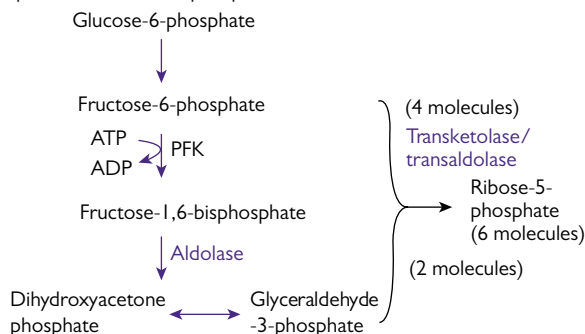 Glucose-6-phosphate
Fructose-6-phosphate
(4 molecules)
ATP
PFK
ADP
Transketolase/
transaldolase
Ribose-5-
phosphate
(6 molecules)
Fructose-1,6-bisphosphate
Aldolase
(2 molecules)
Dihydroxyacetone
phosphate
Glyceraldehyde
-3-phosphate